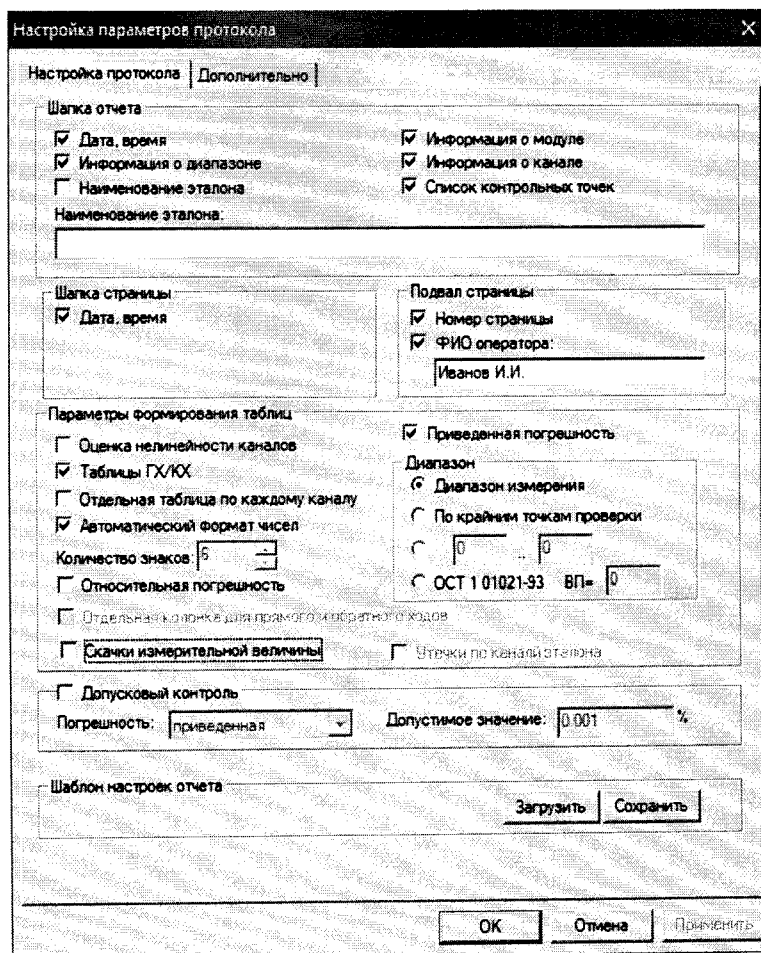 Настройка параметров протокола
Настройка протокола Дополнительно
Шапка отчета
Дата, время
Информация о модуле
Информация о диапазоне
Информация о канале
Наименование эталона
Список контрольных точек
Наименование эталона:
Шапка страницы
Дата, время
Подвал страницы
Номер страницы
ФИО оператора:
Иванов И.И.
Параметры формирования таблиц
Оценка нелинейности каналов
Таблицы ГХ/КХ
Отдельная таблица по каждому каналу
Автоматический формат чисел
Количество знаков: 6
Относительная погрешность
Приведенная погрешность
Диапазон
Диапазон измерения
По крайним точкам проверки
0 .. 0
ОСТ 1 01021-93 ВП= 0
Отдельная колонка для прямого и обратного ходов
Скачки измерительной величины
Утечки по канали эталона
Допусковый контроль
Погрешность: приведенная
Допустимое значение: 0.001 %
Шаблон настроек отчета
Загрузить Сохранить
OK Отмена Применить